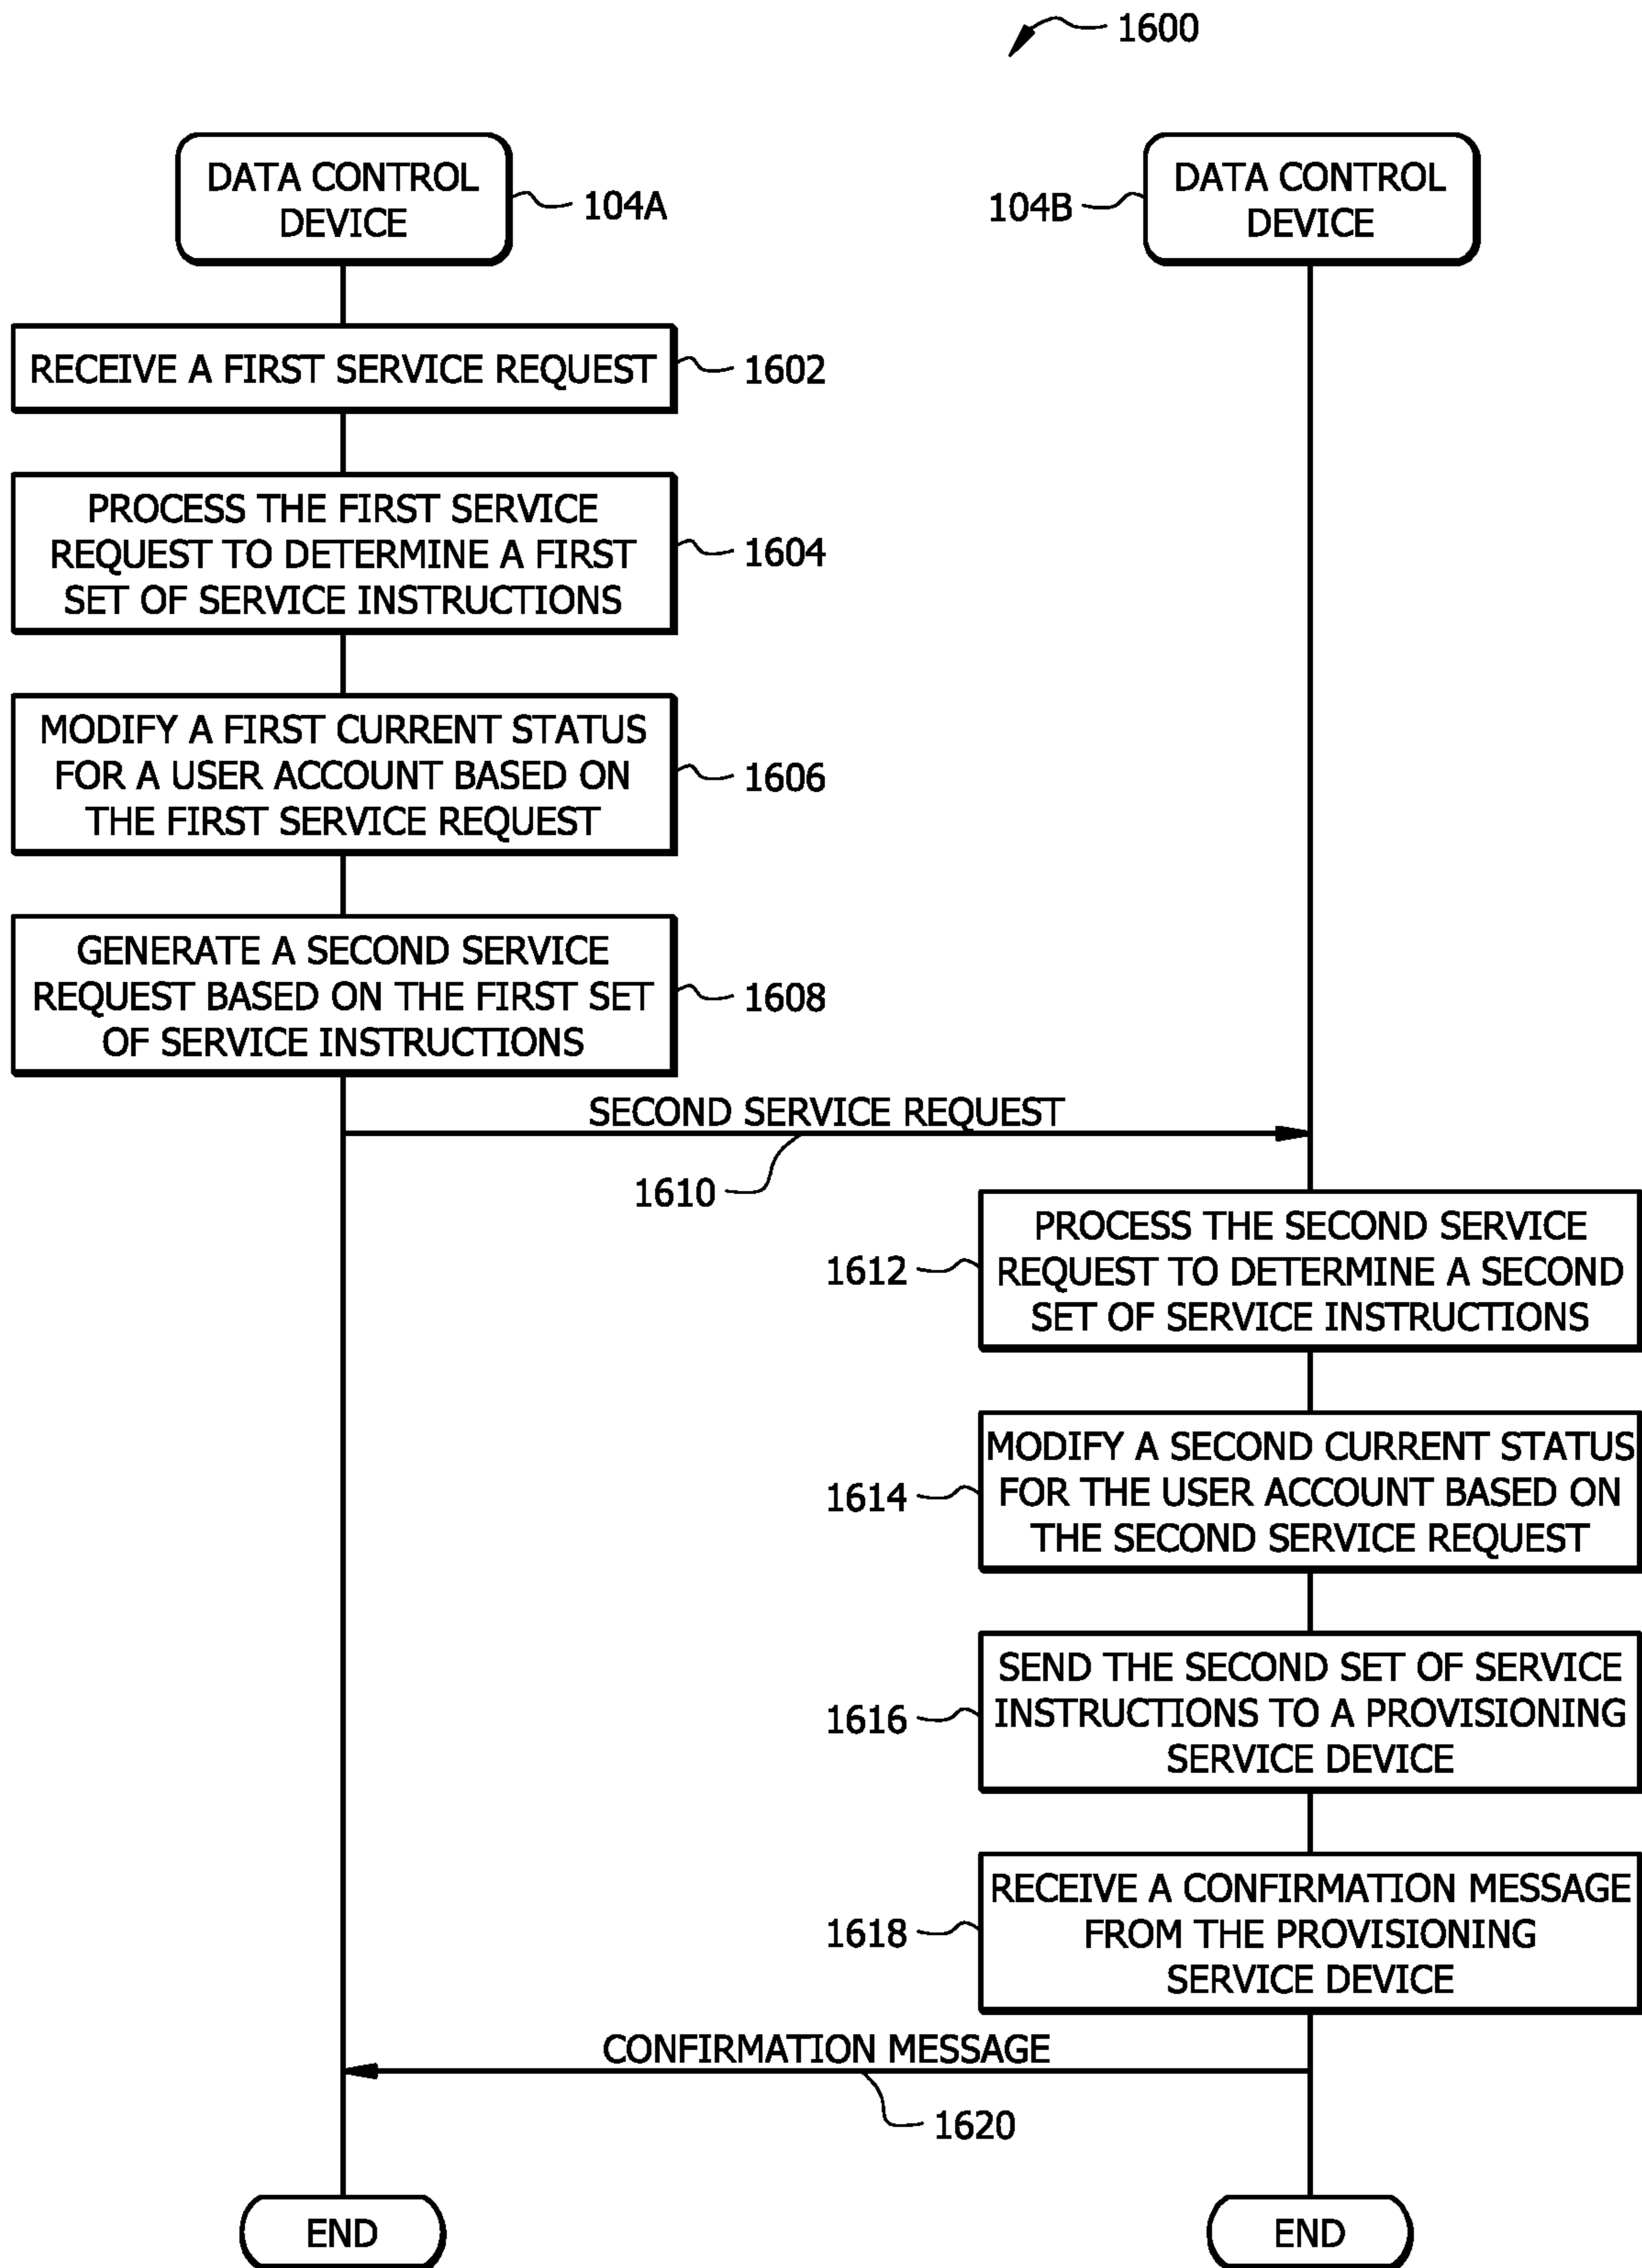 1600
DATA CONTROL
DEVICE
104A
104B
DATA CONTROL
DEVICE
RECEIVE A FIRST SERVICE REQUEST
1602
PROCESS THE FIRST SERVICE
REQUEST TO DETERMINE A FIRST
SET OF SERVICE INSTRUCTIONS
1604
MODIFY A FIRST CURRENT STATUS
FOR A USER ACCOUNT BASED ON
THE FIRST SERVICE REQUEST
1606
GENERATE A SECOND SERVICE
REQUEST BASED ON THE FIRST SET
OF SERVICE INSTRUCTIONS
1608
SECOND SERVICE REQUEST
1610
PROCESS THE SECOND SERVICE
REQUEST TO DETERMINE A SECOND
SET OF SERVICE INSTRUCTIONS
1612
MODIFY A SECOND CURRENT STATUS
FOR THE USER ACCOUNT BASED ON
THE SECOND SERVICE REQUEST
1614
SEND THE SECOND SET OF SERVICE
INSTRUCTIONS TO A PROVISIONING
SERVICE DEVICE
1616
RECEIVE A CONFIRMATION MESSAGE
FROM THE PROVISIONING
SERVICE DEVICE
1618
CONFIRMATION MESSAGE
1620
END
END